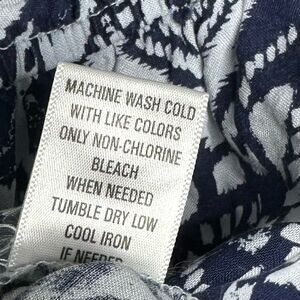 MACHINE WASH COLD
WITH LIKE COLORS
ONLY NON-CHLORINE
BLEACH
WHEN NEEDED
TUMBLE DRY LOW
COOL IRON
IF NEEDED